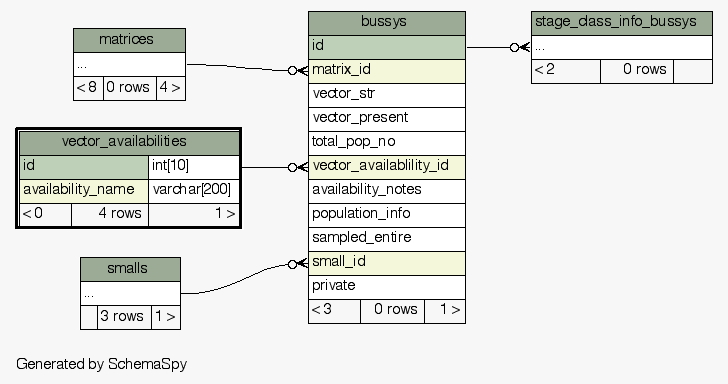 matrices
...
< 8 0 rows 4 >
vector_availabilities
id int[10]
availability_name varchar[200]
< 0 4 rows 1 >
smalls
...
3 rows 1 >
bussys
id
matrix_id
vector_str
vector_present
total_pop_no
vector_availablility_id
availability_notes
population_info
sampled_entire
small_id
private
< 3 0 rows 1 >
stage_class_info_bussys
...
< 2 0 rows
Generated by SchemaSpy